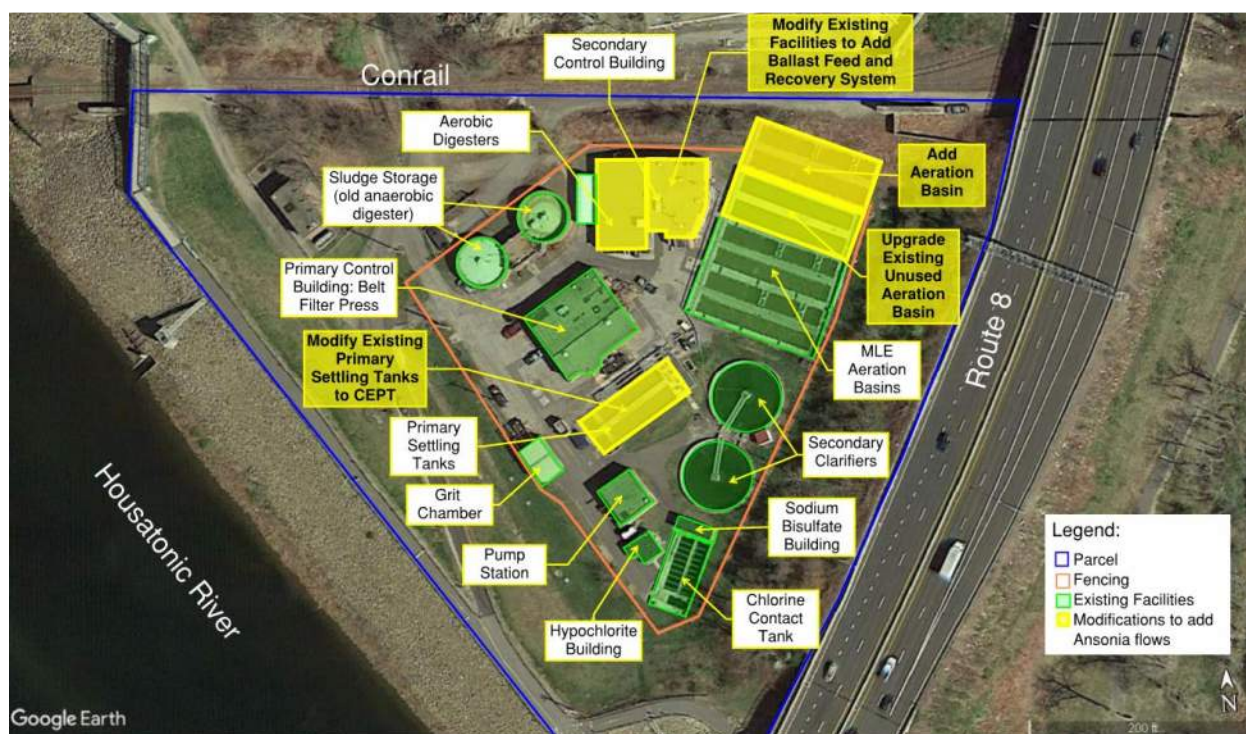 Conrail
Secondary
Control Building
Modify Existing
Facilities to Add
Ballast Feed and
Recovery System
Aerobic
Digesters
Add
Aeration
Basin
Sludge Storage
(old anaerobic
digester)
Upgrade
Existing
Unused
Aeration
Basin
Primary Control
Building: Belt
Filter Press
Route 8
Modify Existing
Primary
Settling Tanks
to CEPT
MLE
Aeration
Basins
Primary
Settling
Tanks
Secondary
Clarifiers
Housatonic River
Grit
Chamber
Sodium
Bisulfate
Building
Pump
Station
Chlorine
Contact
Tank
Hypochlorite
Building
Legend:
Parcel
Fencing
Existing Facilities
Modifications to add
Ansonia flows
N
Google Earth
200 ft